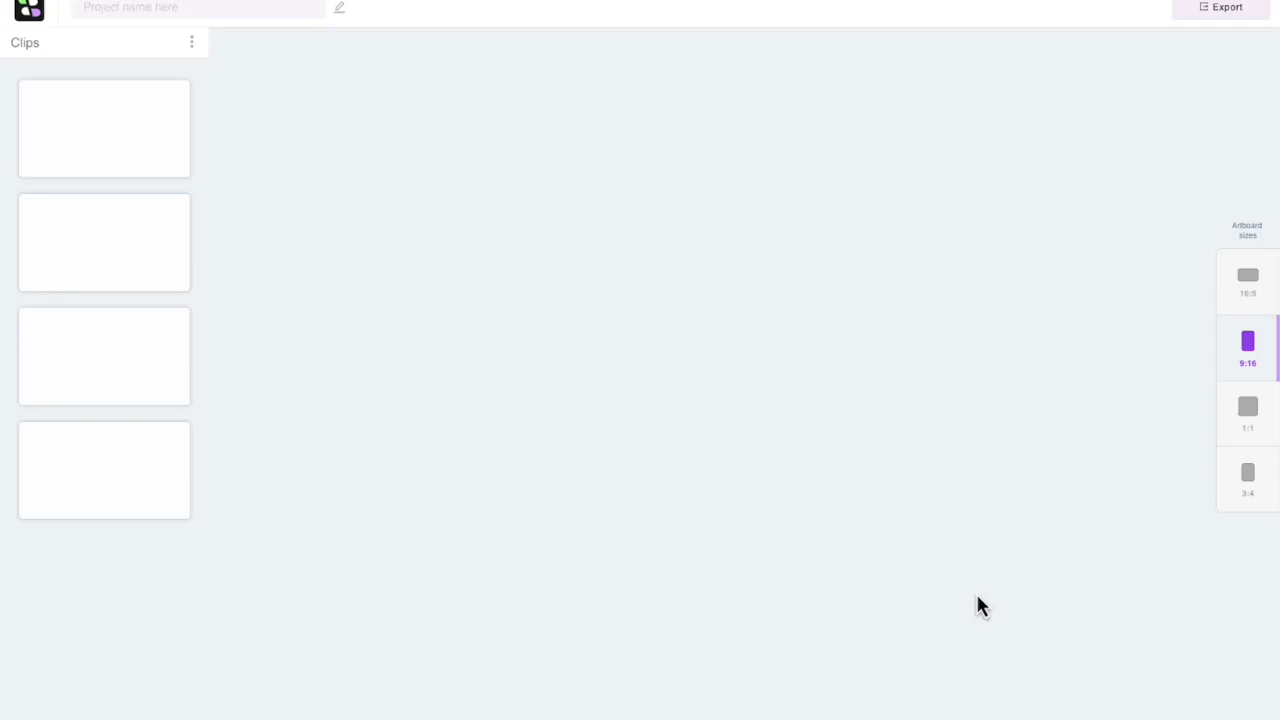 Project name here
Export
Clips
Artboard
sizes
16:9
9:16
1:1
3:4